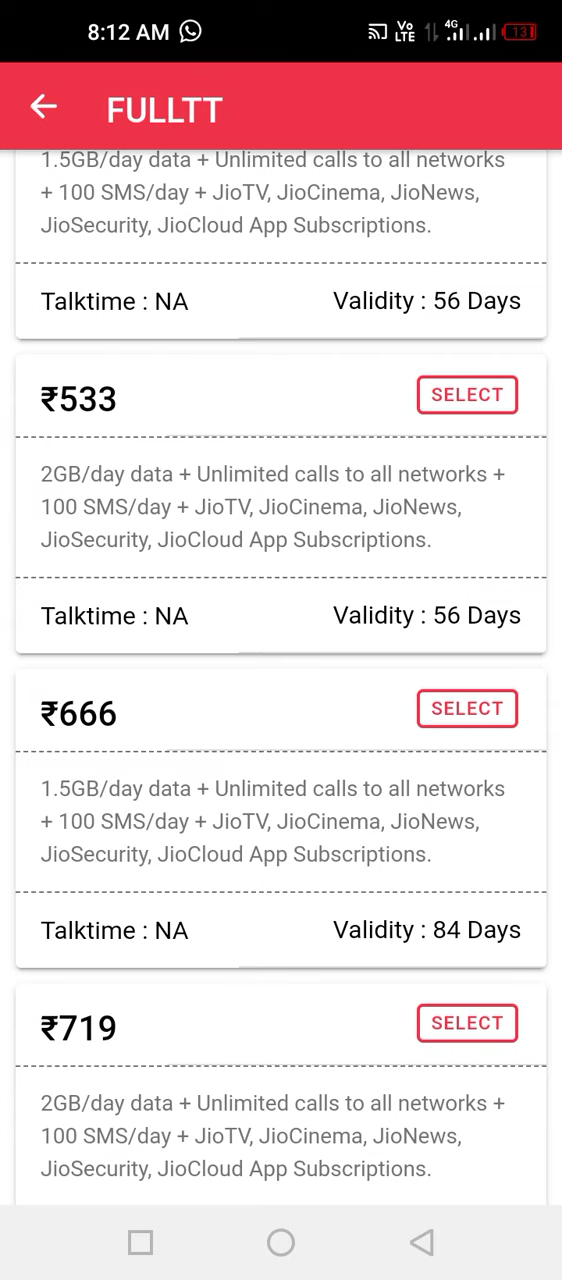 8:12 AM
Vo
LTE
4G
13
FULLTT
1.5GB/day data + Unlimited calls to all networks
+ 100 SMS/day + JioTV, JioCinema, JioNews,
JioSecurity, JioCloud App Subscriptions.
Talktime : NA
Validity : 56 Days
₹533
SELECT
2GB/day data + Unlimited calls to all networks +
100 SMS/day + JioTV, JioCinema, JioNews,
JioSecurity, JioCloud App Subscriptions.
Talktime : NA
Validity : 56 Days
₹666
SELECT
1.5GB/day data + Unlimited calls to all networks
+ 100 SMS/day + JioTV, JioCinema, JioNews,
JioSecurity, JioCloud App Subscriptions.
Talktime : NA
Validity : 84 Days
₹719
SELECT
2GB/day data + Unlimited calls to all networks +
100 SMS/day + JioTV, JioCinema, JioNews,
JioSecurity, JioCloud App Subscriptions.